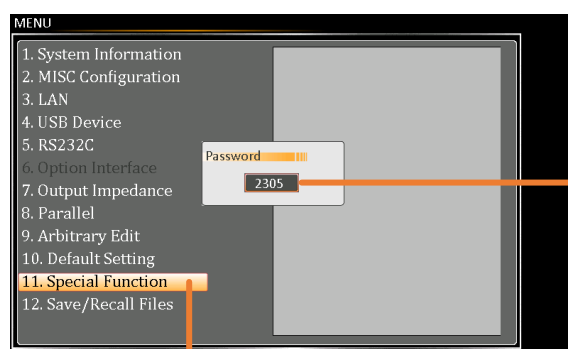 MENU
1. System Information
2. MISC Configuration
3. LAN
4. USB Device
5. RS232C
6. Option Interface
7. Output Impedance
8. Parallel
9. Arbitrary Edit
10. Default Setting
11. Special Function
12. Save/Recall Files
Password
2305